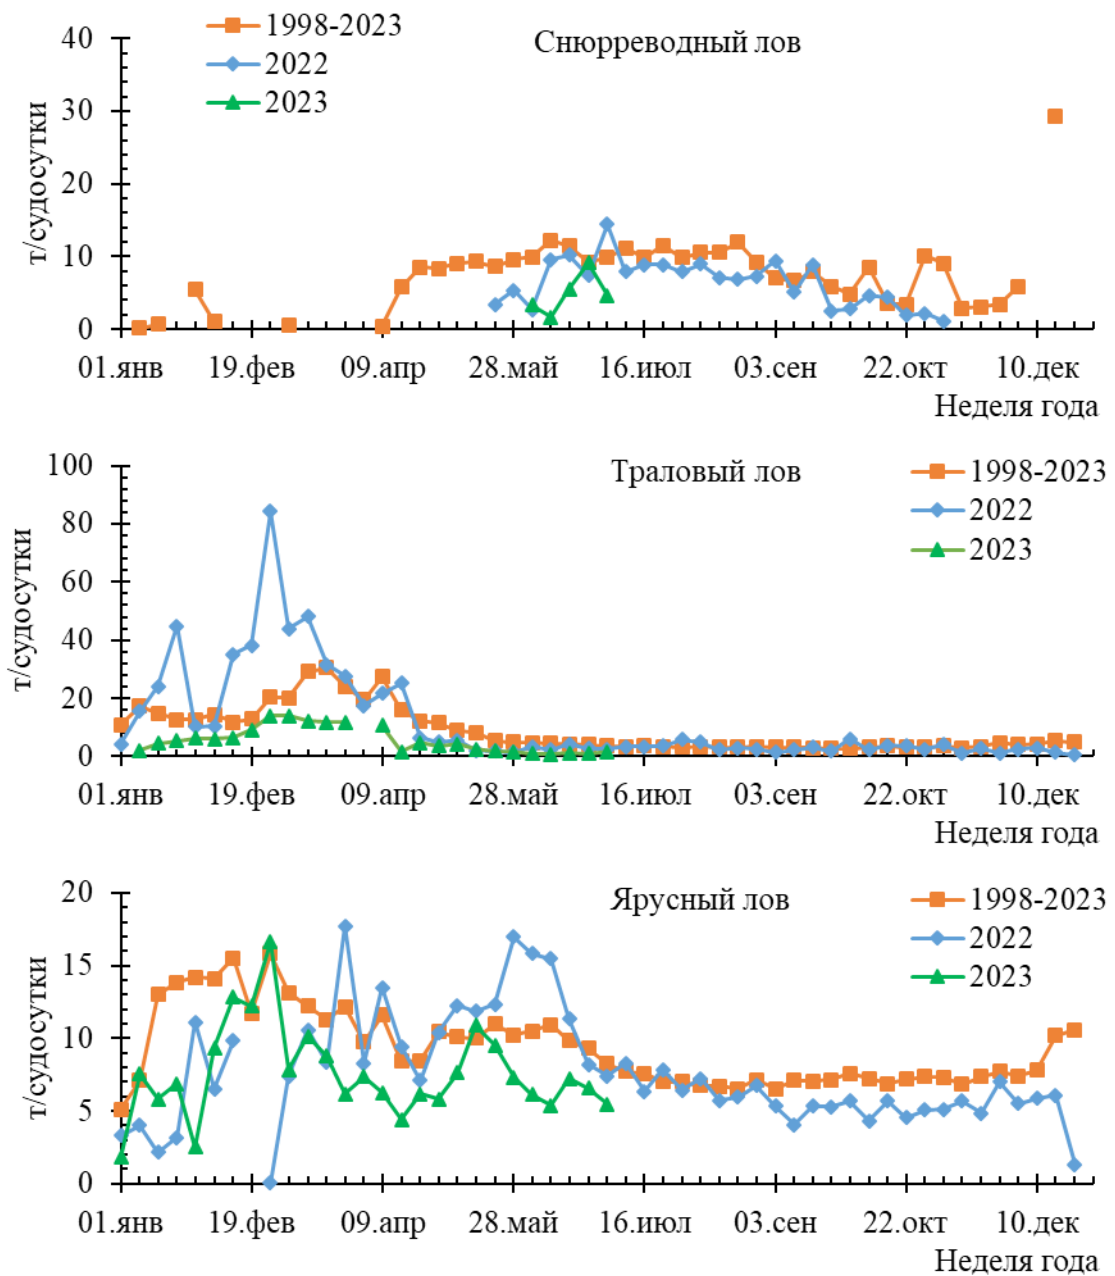 1998-2023
2022
2023
Снюрреводный лов
т/судосутки
40
30
20
10
0
01.янв 19.фев 09.апр 28.май 16.июл 03.сен 22.окт 10.дек
Неделя года
Траловый лов
1998-2023
2022
2023
т/судосутки
100
80
60
40
20
0
01.янв 19.фев 09.апр 28.май 16.июл 03.сен 22.окт 10.дек
Неделя года
Ярусный лов
1998-2023
2022
2023
т/судосутки
20
15
10
5
0
01.янв 19.фев 09.апр 28.май 16.июл 03.сен 22.окт 10.дек
Неделя года